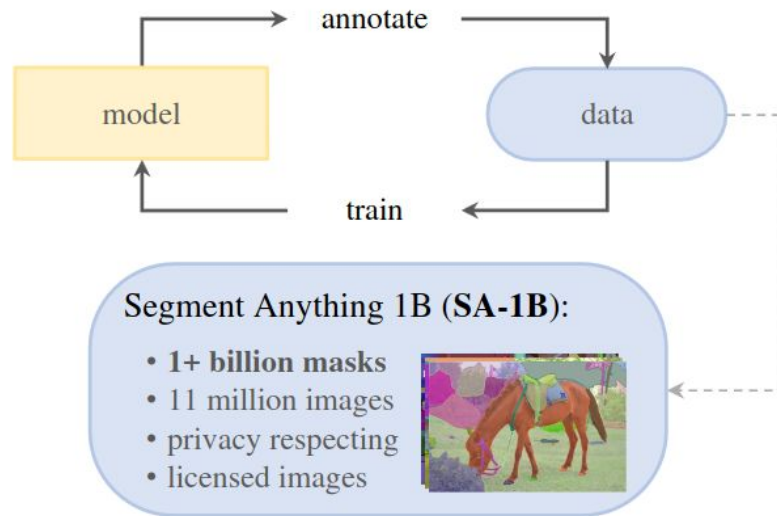 annotate
model
data
train
Segment Anything 1B (SA-1B):
• 1+ billion masks
• 11 million images
• privacy respecting
• licensed images